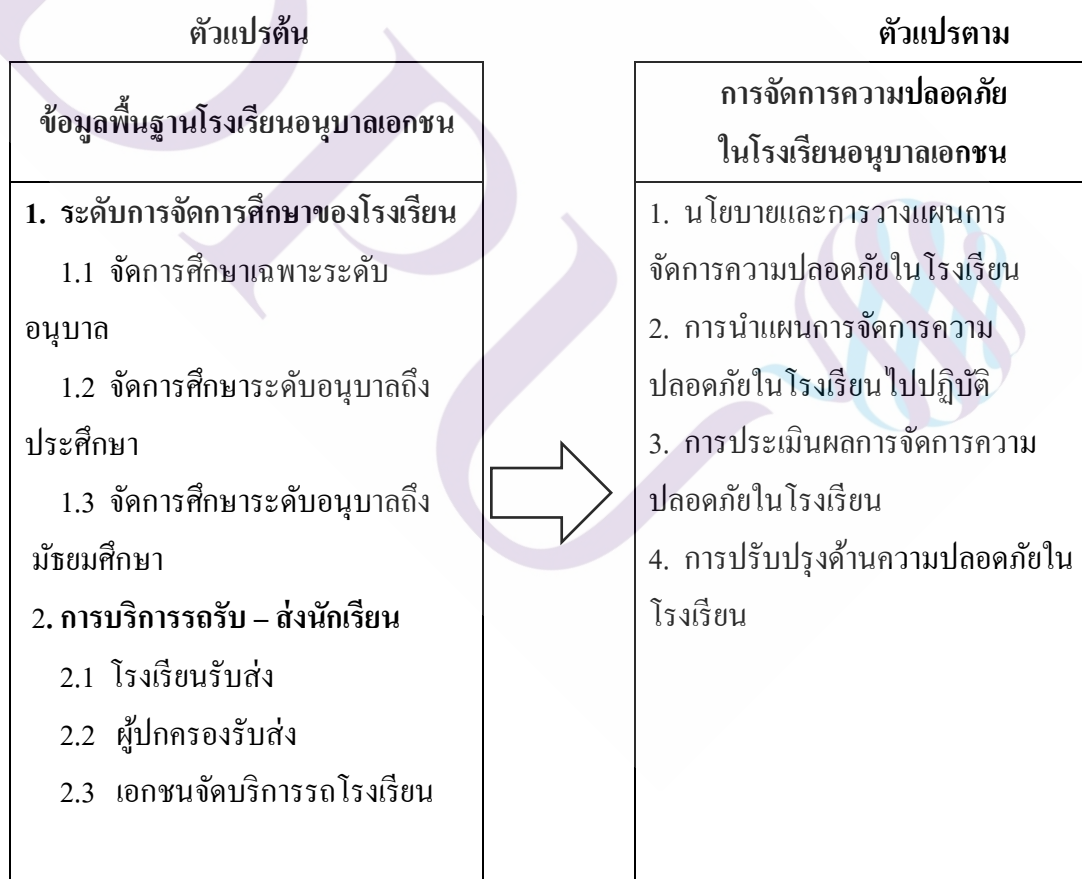 ตัวแปรต้น
ข้อมูลพื้นฐานโรงเรียนอนุบาลเอกชน
1. ระดับการจัดการศึกษาของโรงเรียน
1.1 จัดการศึกษาเฉพาะระดับ
อนุบาล
1.2 จัดการศึกษาระดับอนุบาลถึง
ประศึกษา
1.3 จัดการศึกษาระดับอนุบาลถึง
มัธยมศึกษา
2. การบริการรถรับ – ส่งนักเรียน
2.1 โรงเรียนรับส่ง
2.2 ผู้ปกครองรับส่ง
2.3 เอกชนจัดบริการรถโรงเรียน
ตัวแปรตาม
การจัดการความปลอดภัย
ในโรงเรียนอนุบาลเอกชน
1. นโยบายและการวางแผนการ
จัดการความปลอดภัยในโรงเรียน
2. การนำแผนการจัดการความ
ปลอดภัยในโรงเรียนไปปฏิบัติ
3. การประเมินผลการจัดการความ
ปลอดภัยในโรงเรียน
4. การปรับปรุงด้านความปลอดภัยใน
โรงเรียน